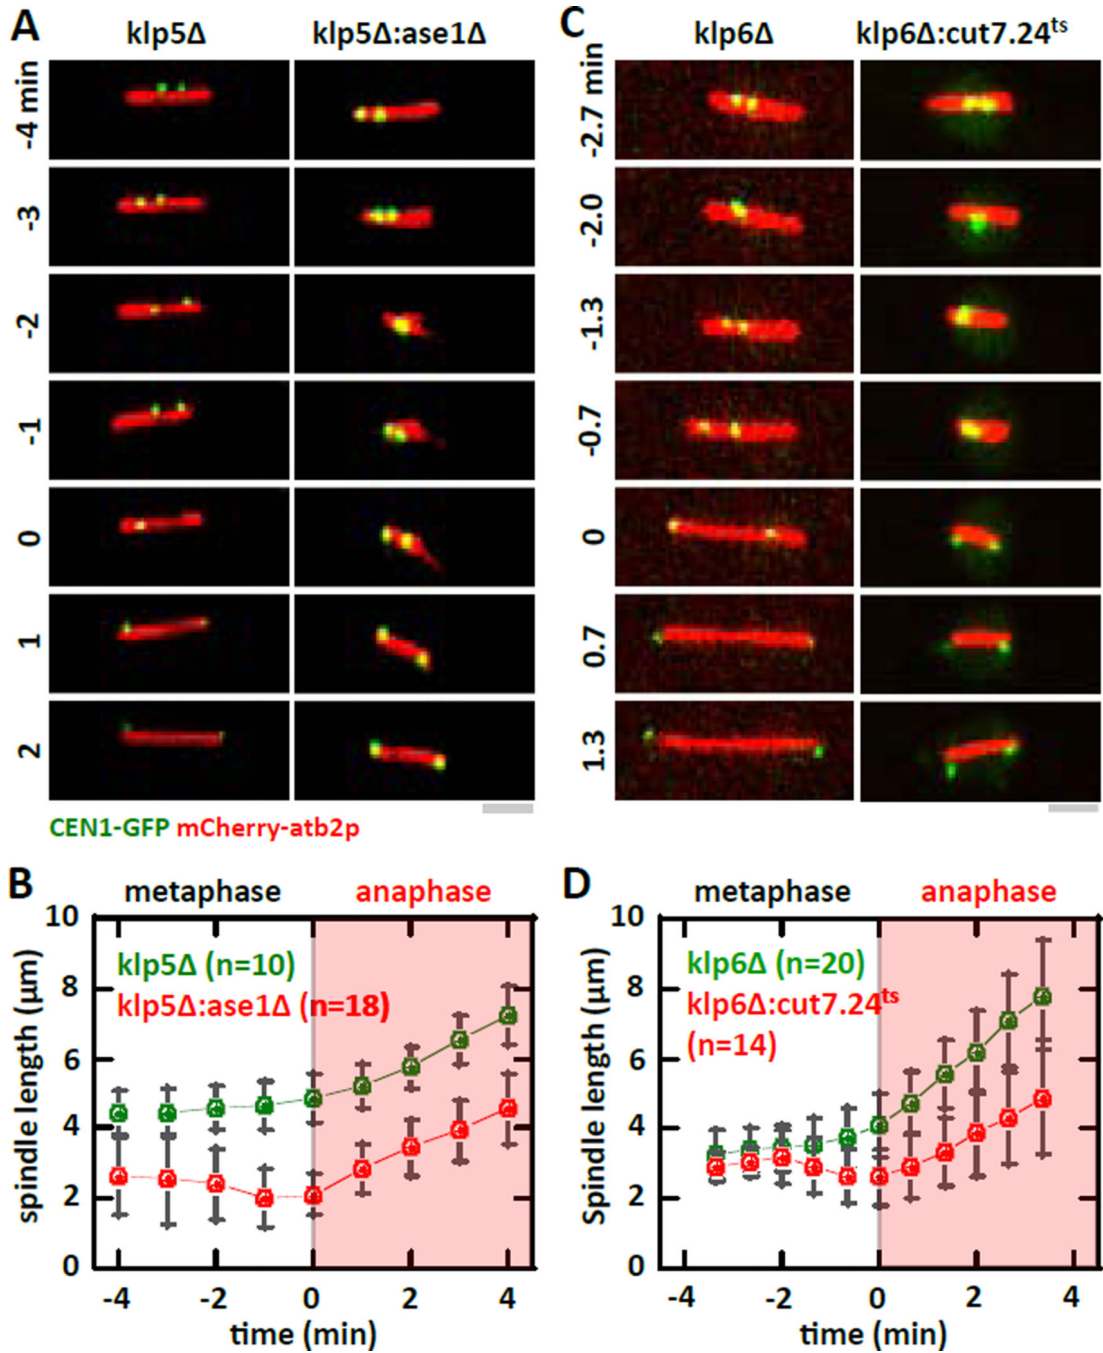 A
klp5Δ
klp5Δ:ase1Δ
-4 min
-3
-2
-1
0
1
2
CEN1-GFP mCherry-atb2p
C
klp6Δ
klp6Δ:cut7.24ts
-2.7 min
-2.0
-1.3
-0.7
0
0.7
1.3
B
metaphase
anaphase
klp5Δ (n=10)
klp5Δ:ase1Δ (n=18)
spindle length (μm)
10
8
6
4
2
0
-4
-2
0
2
4
time (min)
D
metaphase
anaphase
klp6Δ (n=20)
klp6Δ:cut7.24ts
(n=14)
Spindle length (μm)
10
8
6
4
2
0
-4
-2
0
2
4
time (min)